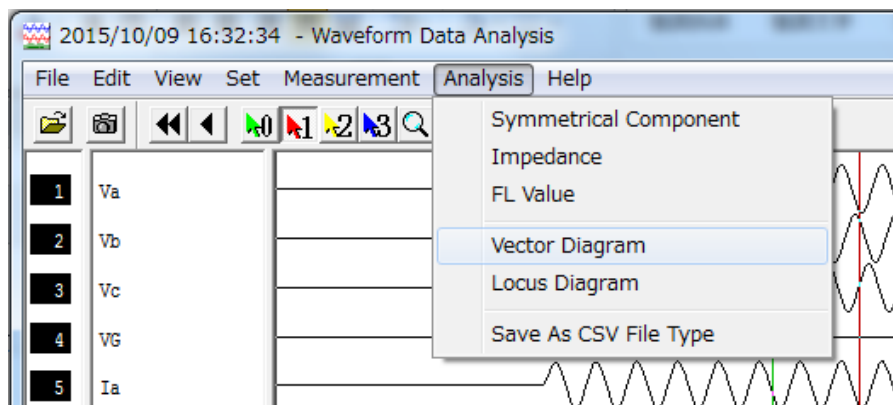 2015/10/09 16:32:34 - Waveform Data Analysis
File Edit View Set Measurement Analysis Help
0 1 2 3
Symmetrical Component
Impedance
FL Value
Vector Diagram
Locus Diagram
Save As CSV File Type
1 Va
2 Vb
3 Vc
4 VG
5 Ia